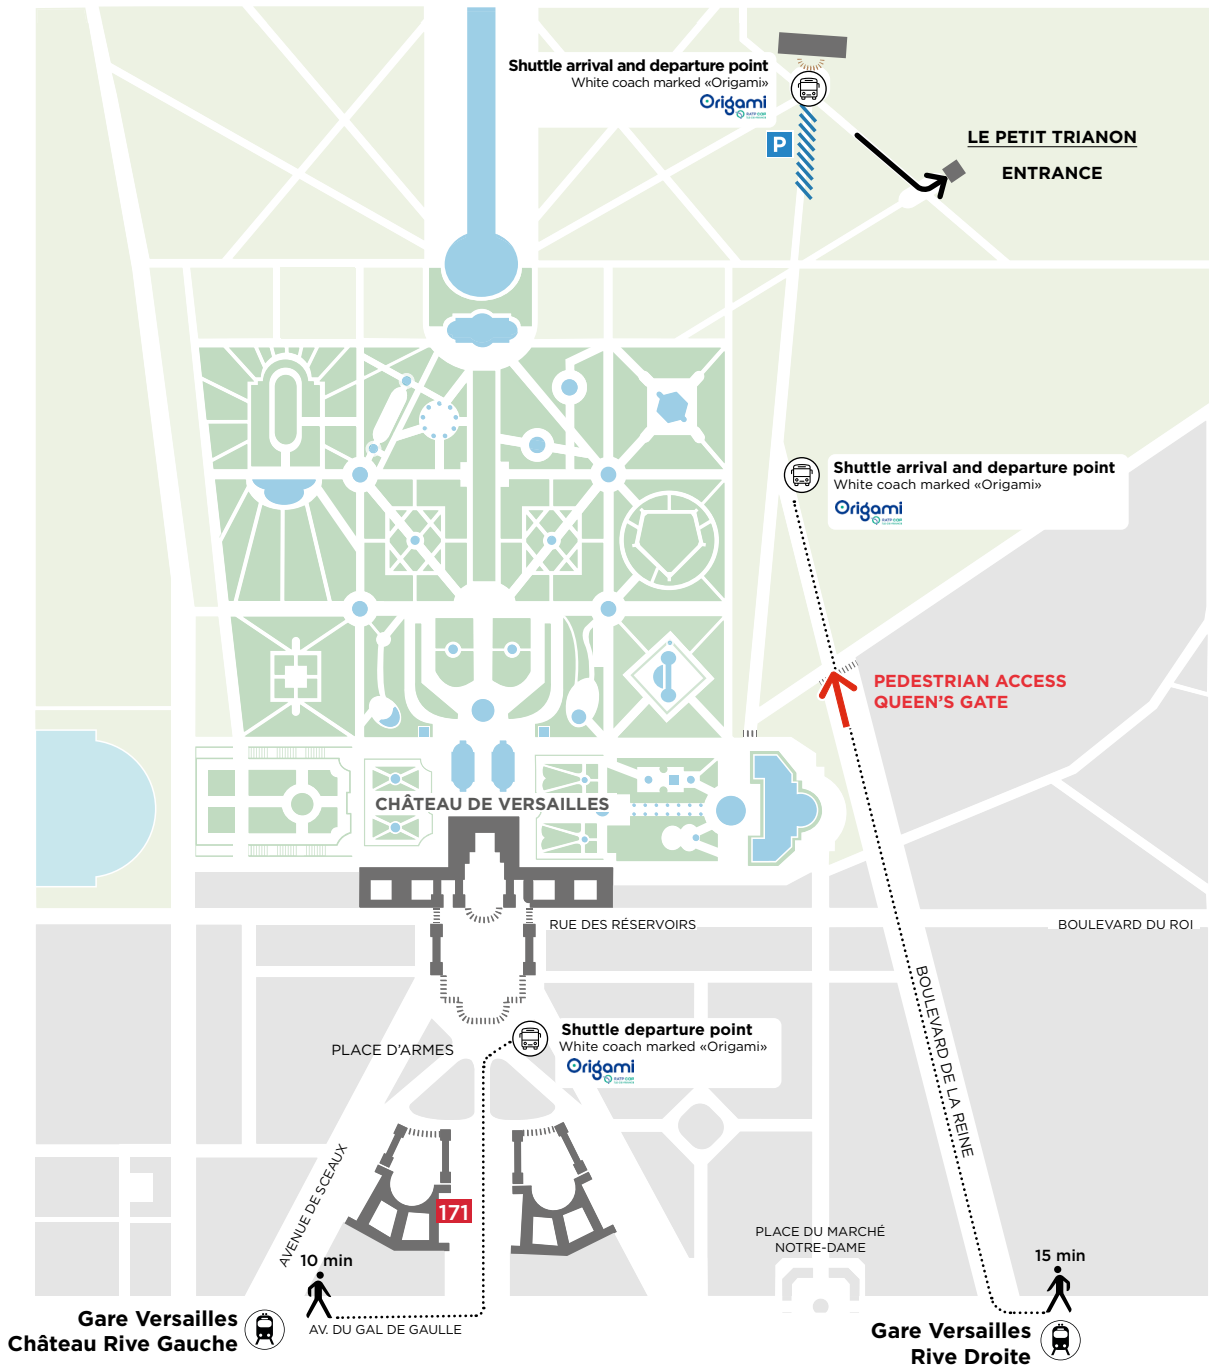 Shuttle arrival and departure point
White coach marked «Origami»
Origami
P
LE PETIT TRIANON
ENTRANCE
Shuttle arrival and departure point
White coach marked «Origami»
Origami
PEDESTRIAN ACCESS
QUEEN'S GATE
CHÂTEAU DE VERSAILLES
RUE DES RÉSERVOIRS
BOULEVARD DU ROI
BOULEVARD DE LA REINE
Shuttle departure point
White coach marked «Origami»
Origami
PLACE D'ARMES
AVENUE DE SCEAUX
171
PLACE DU MARCHÉ
NOTRE-DAME
10 min
15 min
Gare Versailles
Château Rive Gauche
AV. DU GAL DE GAULLE
Gare Versailles
Rive Droite